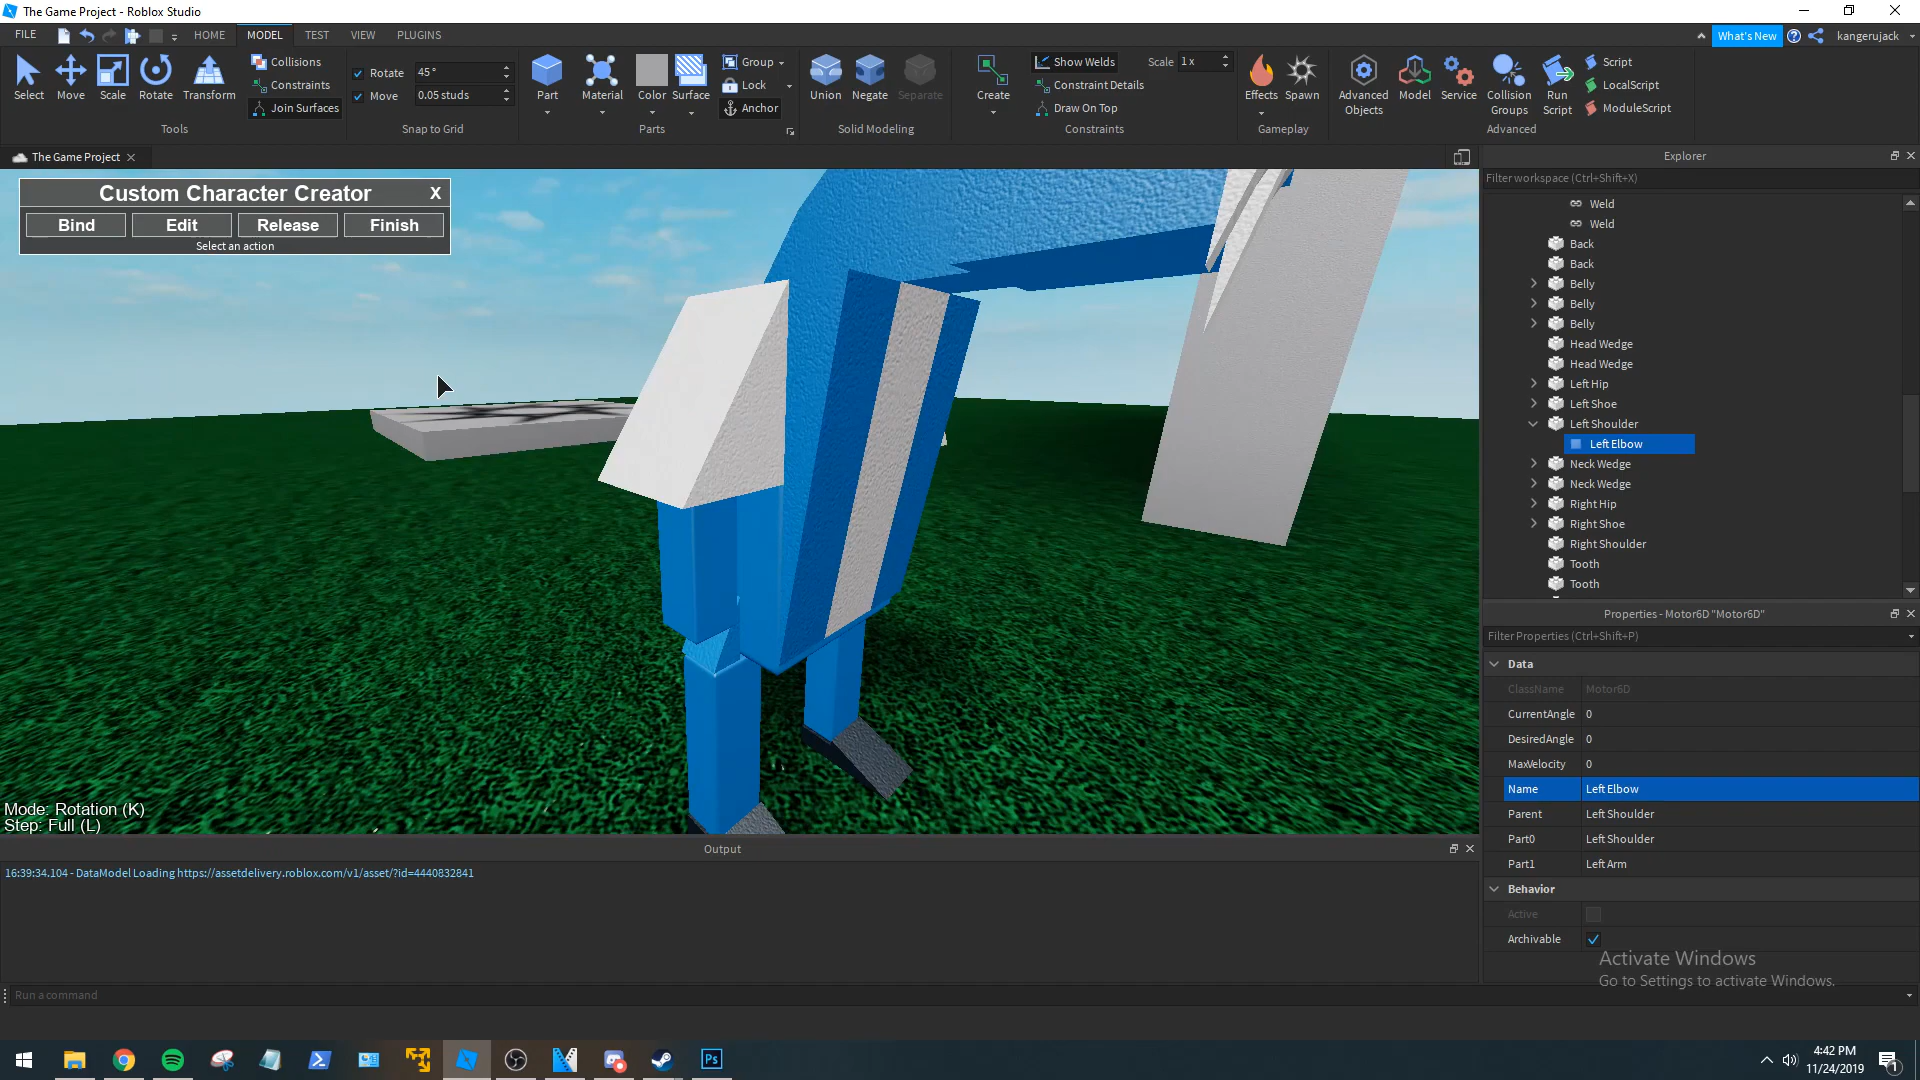 The Game Project - Roblox Studio
FILE
HOME
MODEL
TEST
VIEW
PLUGINS
What's New
kangerujack
Select
Move
Scale
Rotate
Transform
Collisions
Constraints
Join Surfaces
Tools
Rotate
45 °
Move
0.05 studs
Snap to Grid
Part
Material
Color
Surface
Group
Lock
Anchor
Parts
Union
Negate
Separate
Solid Modeling
Create
Show Welds
Constraint Details
Draw On Top
Scale
1 x
Constraints
Effects
Spawn
Gameplay
Advanced Objects
Model
Service
Collision Groups
Run Script
Script
LocalScript
ModuleScript
Advanced
The Game Project
Custom Character Creator
X
Bind
Edit
Release
Finish
Select an action
Mode: Rotation (K)
Step: Full (L)
Explorer
Filter workspace (Ctrl+Shift+X)
Weld
Weld
Back
Back
Belly
Belly
Belly
Head Wedge
Head Wedge
Left Hip
Left Shoe
Left Shoulder
Left Elbow
Neck Wedge
Neck Wedge
Right Hip
Right Shoe
Right Shoulder
Tooth
Tooth
Properties - Motor6D "Motor6D"
Filter Properties (Ctrl+Shift+P)
Data
ClassName Motor6D
CurrentAngle 0
DesiredAngle 0
MaxVelocity 0
Name Left Elbow
Parent Left Shoulder
Part0 Left Shoulder
Part1 Left Arm
Behavior
Active
Archivable
Activate Windows
Go to Settings to activate Windows.
Output
16:39:34.104 - DataModel Loading https://assetdelivery.roblox.com/v1/asset/?id=4440832841
Run a command
Ps
4:42 PM
11/24/2019
1